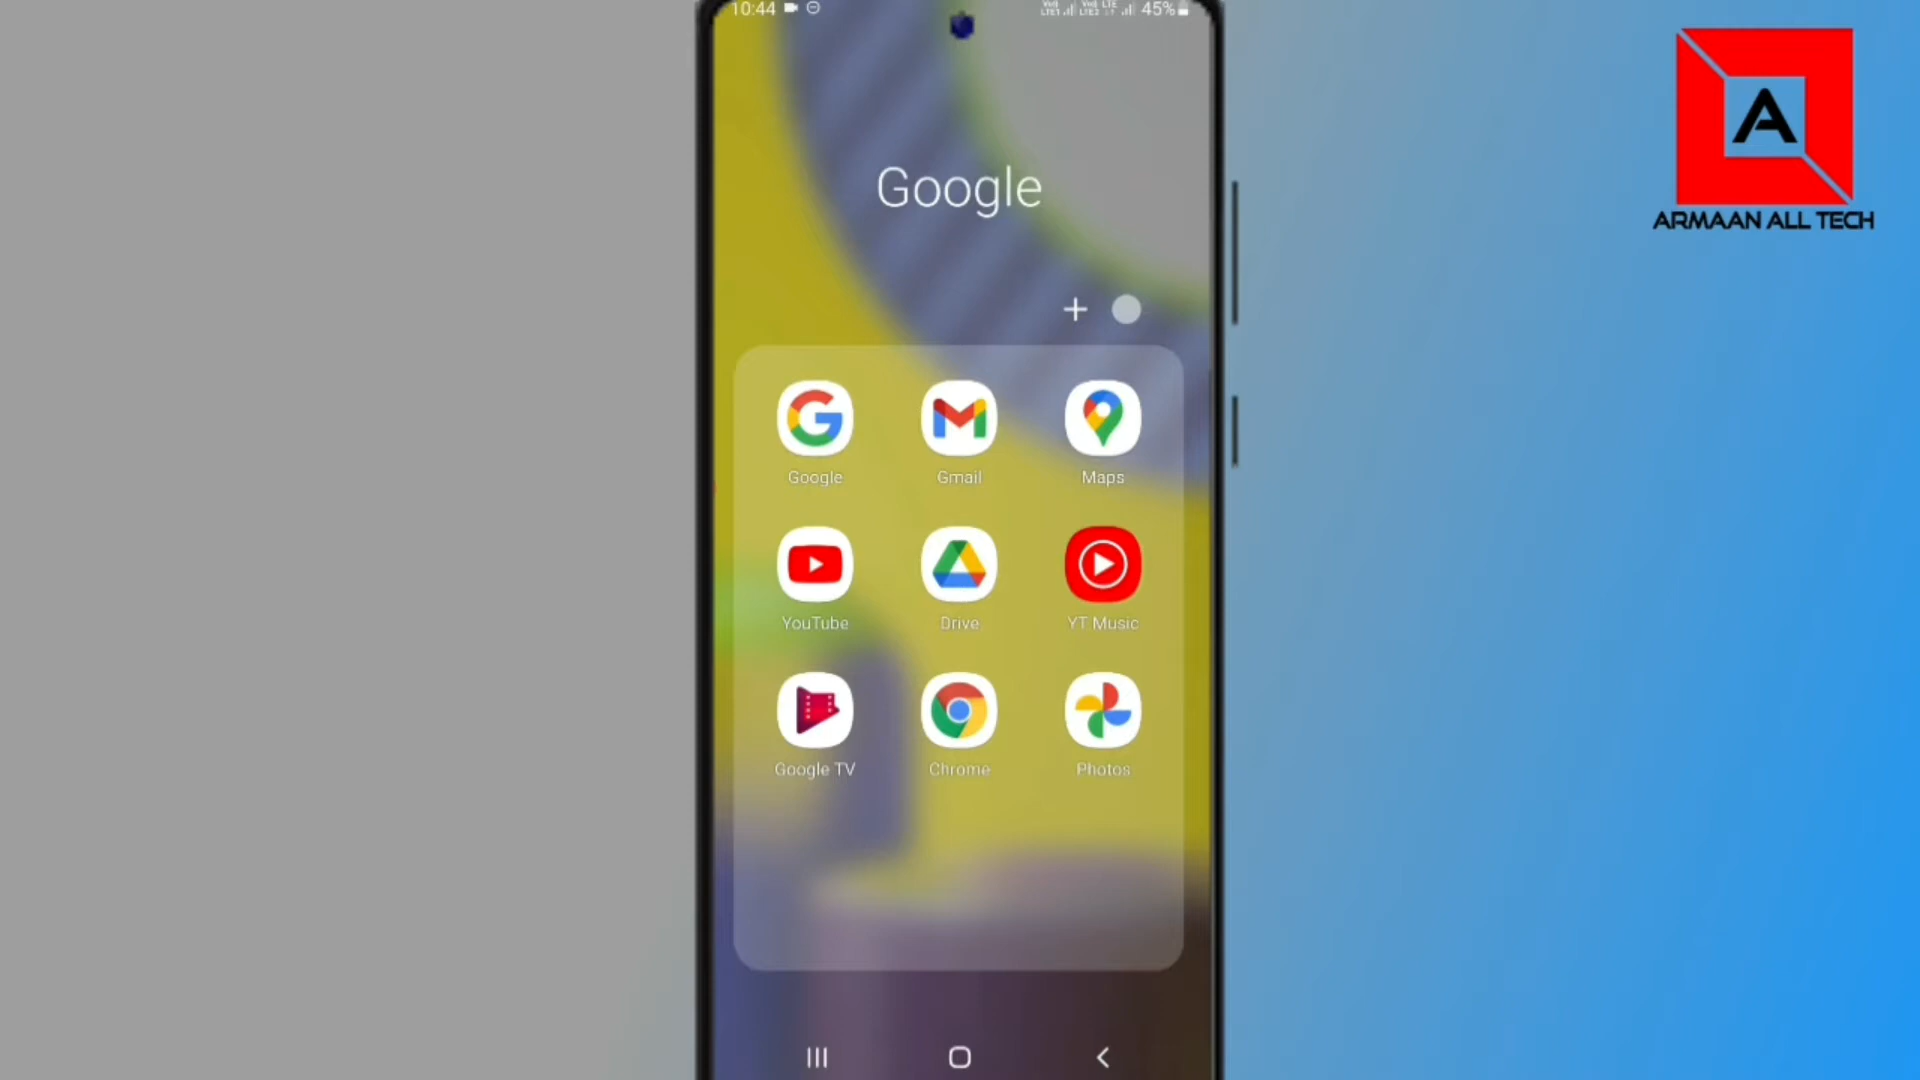 10:44
45%
A
ARMAAN ALL TECH
Google
Google Gmail Maps
YouTube Drive YT Music
Google TV Chrome Photos